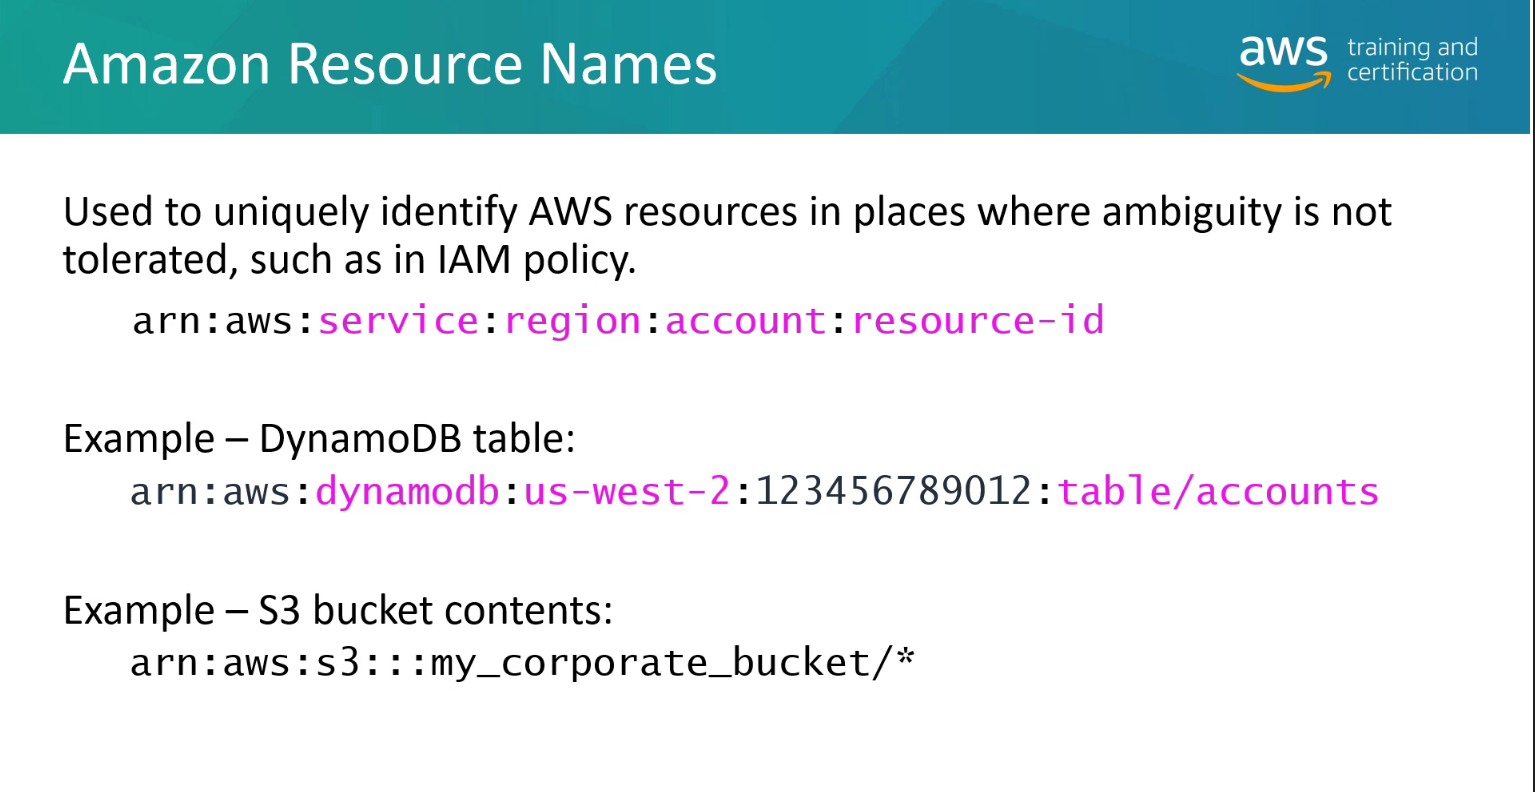 Amazon Resource Names
aws training and
certification
Used to uniquely identify AWS resources in places where ambiguity is not
tolerated, such as in IAM policy.
arn:aws:service:region:account:resource-id
Example – DynamoDB table:
arn:aws:dynamodb:us-west-2:123456789012:table/accounts
Example – S3 bucket contents:
arn:aws:s3:::my_corporate_bucket/*